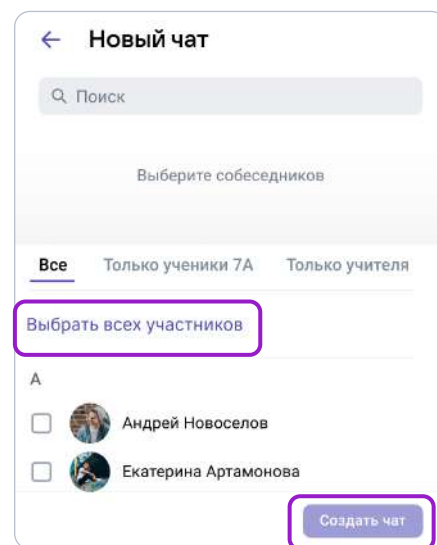 Новый чат
Поиск
Выберите собеседников
Все Только ученики 7А Только учителя
Выбрать всех участников
А
Андрей Новоселов
Екатерина Артамонова
Создать чат